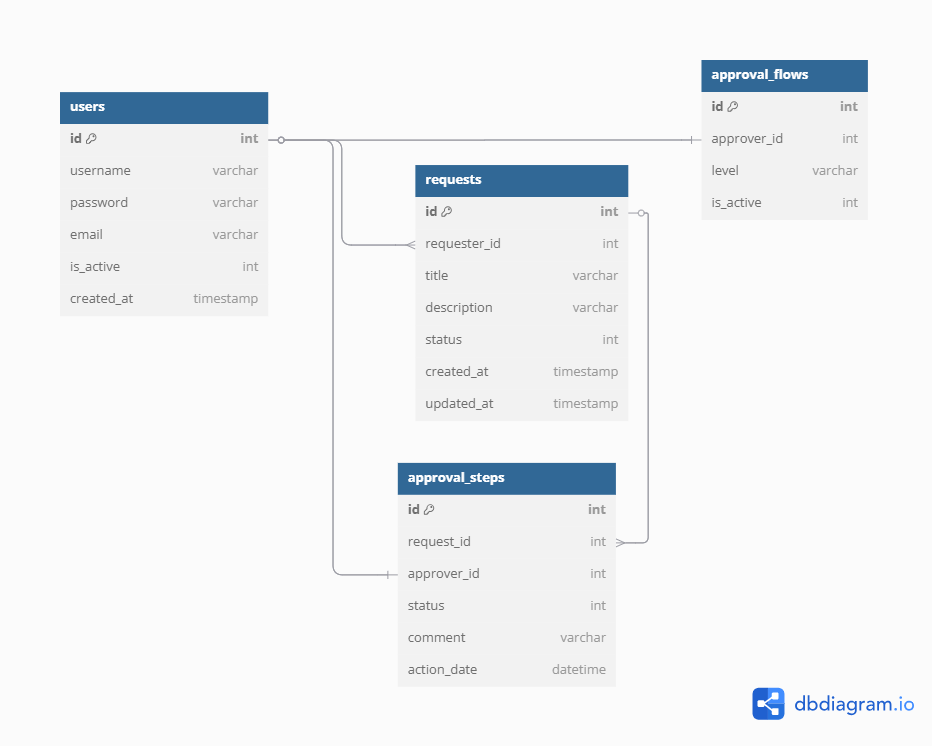 users
id int
username varchar
password varchar
email varchar
is_active int
created_at timestamp
approval_flows
id int
approver_id int
level varchar
is_active int
requests
id int
requester_id int
title varchar
description varchar
status int
created_at timestamp
updated_at timestamp
approval_steps
id int
request_id int
approver_id int
status int
comment varchar
action_date datetime
dbdiagram.io